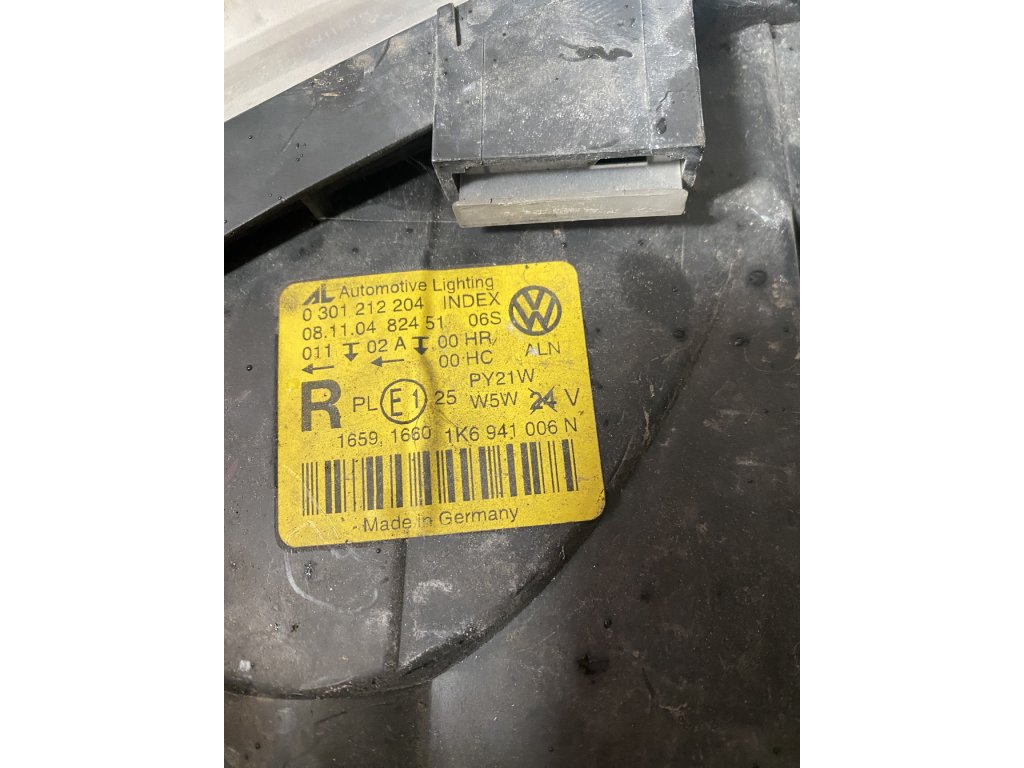 AL Automotive Lighting
0 301 212 204 INDEX
08.11.04 824 51 06S
011 02 A 00 HR/
00 HC ALN
PY21W
R PL E1 25 W5W 24 V
1659, 1660 1K6 941 006 N
Made in Germany